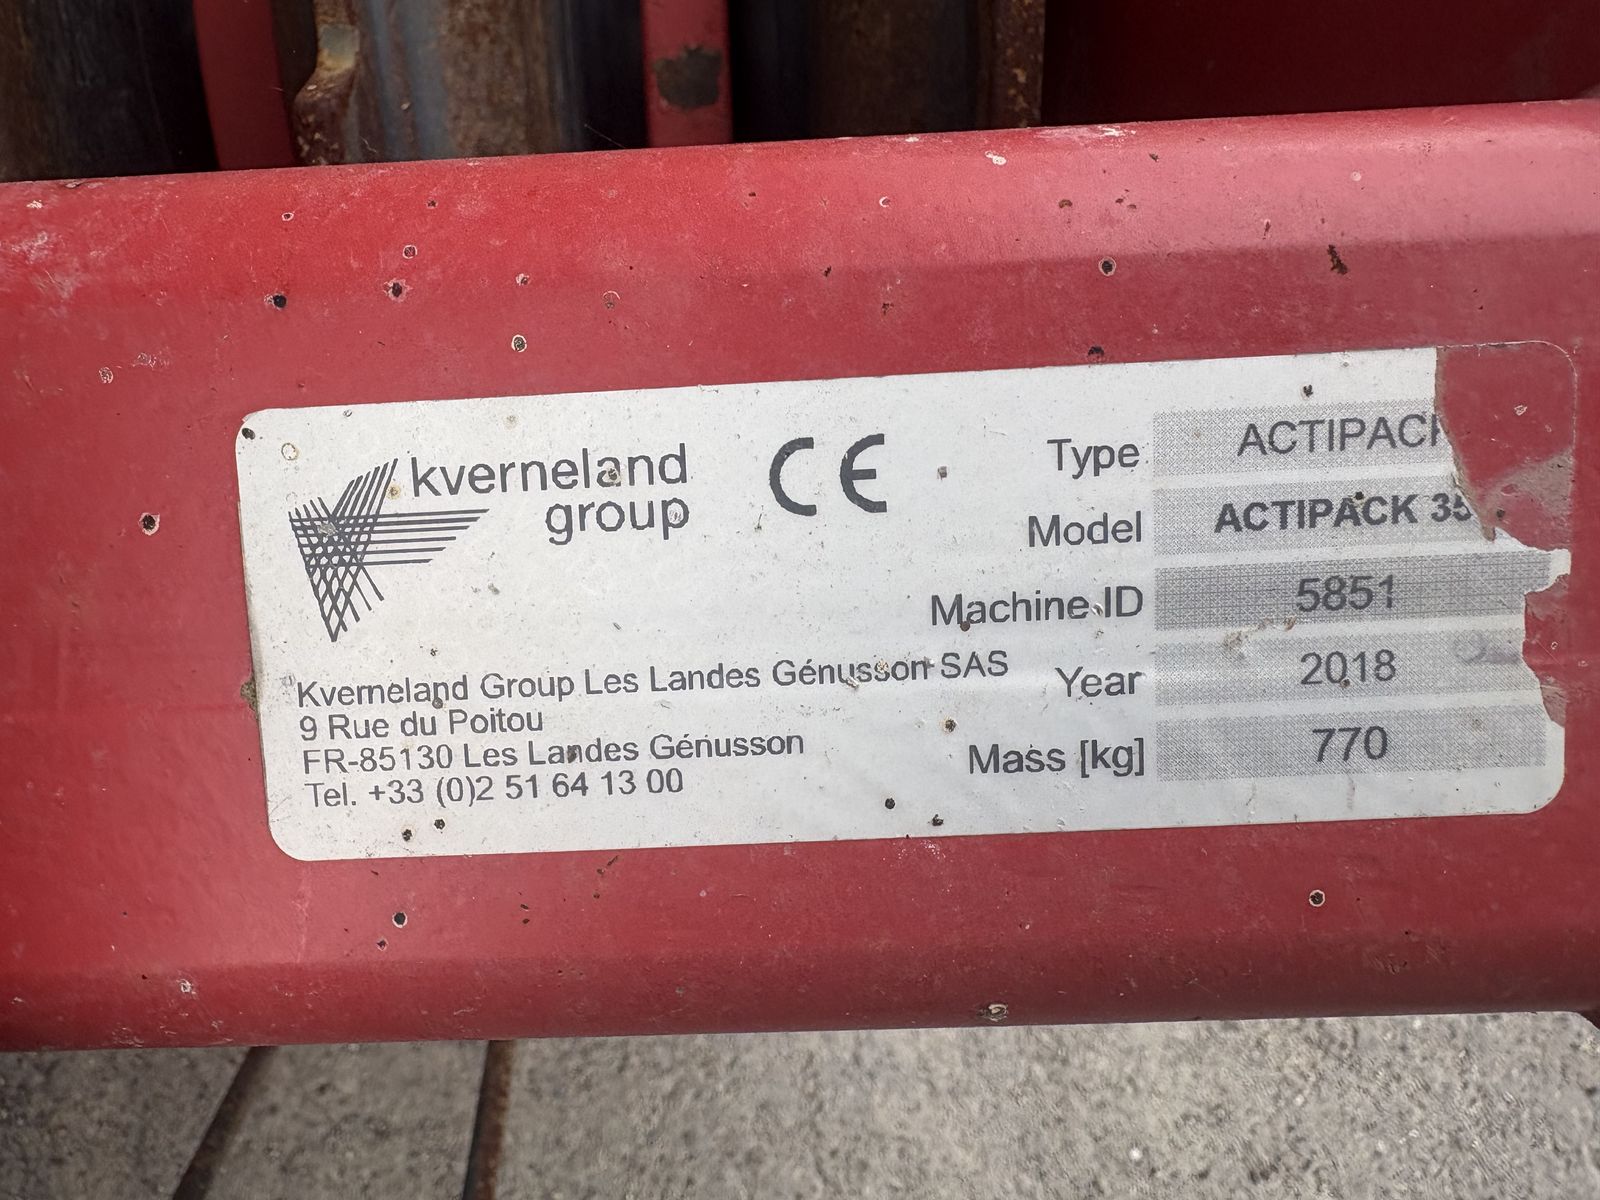 kverneland
group
CE
Type ACTIPACK
Model ACTIPACK 35
Machine ID 5851
Year 2018
Mass [kg] 770
Kverneland Group Les Landes Génusson SAS
9 Rue du Poitou
FR-85130 Les Landes Génusson
Tel. +33 (0)2 51 64 13 00